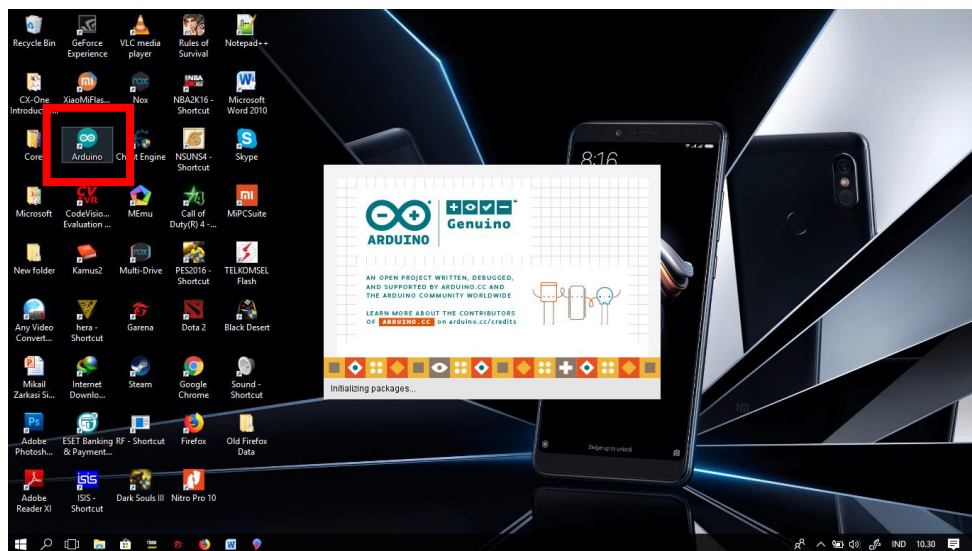 Recycle Bin
GeForce
Experience
VLC media
player
Rules of
Survival
Notepad++
CX-One
Introduc...
XiaoMiFlas...
Nox
NBA2K16 -
Shortcut
Microsoft
Word 2010
Core
Arduino
Cheat Engine
NSUNS4 -
Shortcut
Skype
Microsoft
CodeVisio...
Evaluation ...
MEmu
Call of
Duty(R) 4 -...
MiPCSuite
New folder
Kamus2
Multi-Drive
PES2016 -
Shortcut
TELKOMSEL
Flash
Any Video
Convert...
hera -
Shortcut
Garena
Dota 2
Black Desert
Mikail
Zarkasi Si...
Internet
Downlo...
Steam
Google
Chrome
Sound -
Shortcut
Adobe
Photosh...
ESET Banking
& Payment...
RF - Shortcut
Firefox
Old Firefox
Data
Adobe
Reader XI
ISIS -
Shortcut
Dark Souls III
Nitro Pro 10
8:16
ARDUINO
Genuino
AN OPEN PROJECT WRITTEN, DEBUGGED,
AND SUPPORTED BY ARDUINO.CC AND
THE ARDUINO COMMUNITY WORLDWIDE
LEARN MORE ABOUT THE CONTRIBUTORS
OF ARDUINO.CC on arduino.cc/credits
Initializing packages...
Swipe up to unlock
IND
10.30